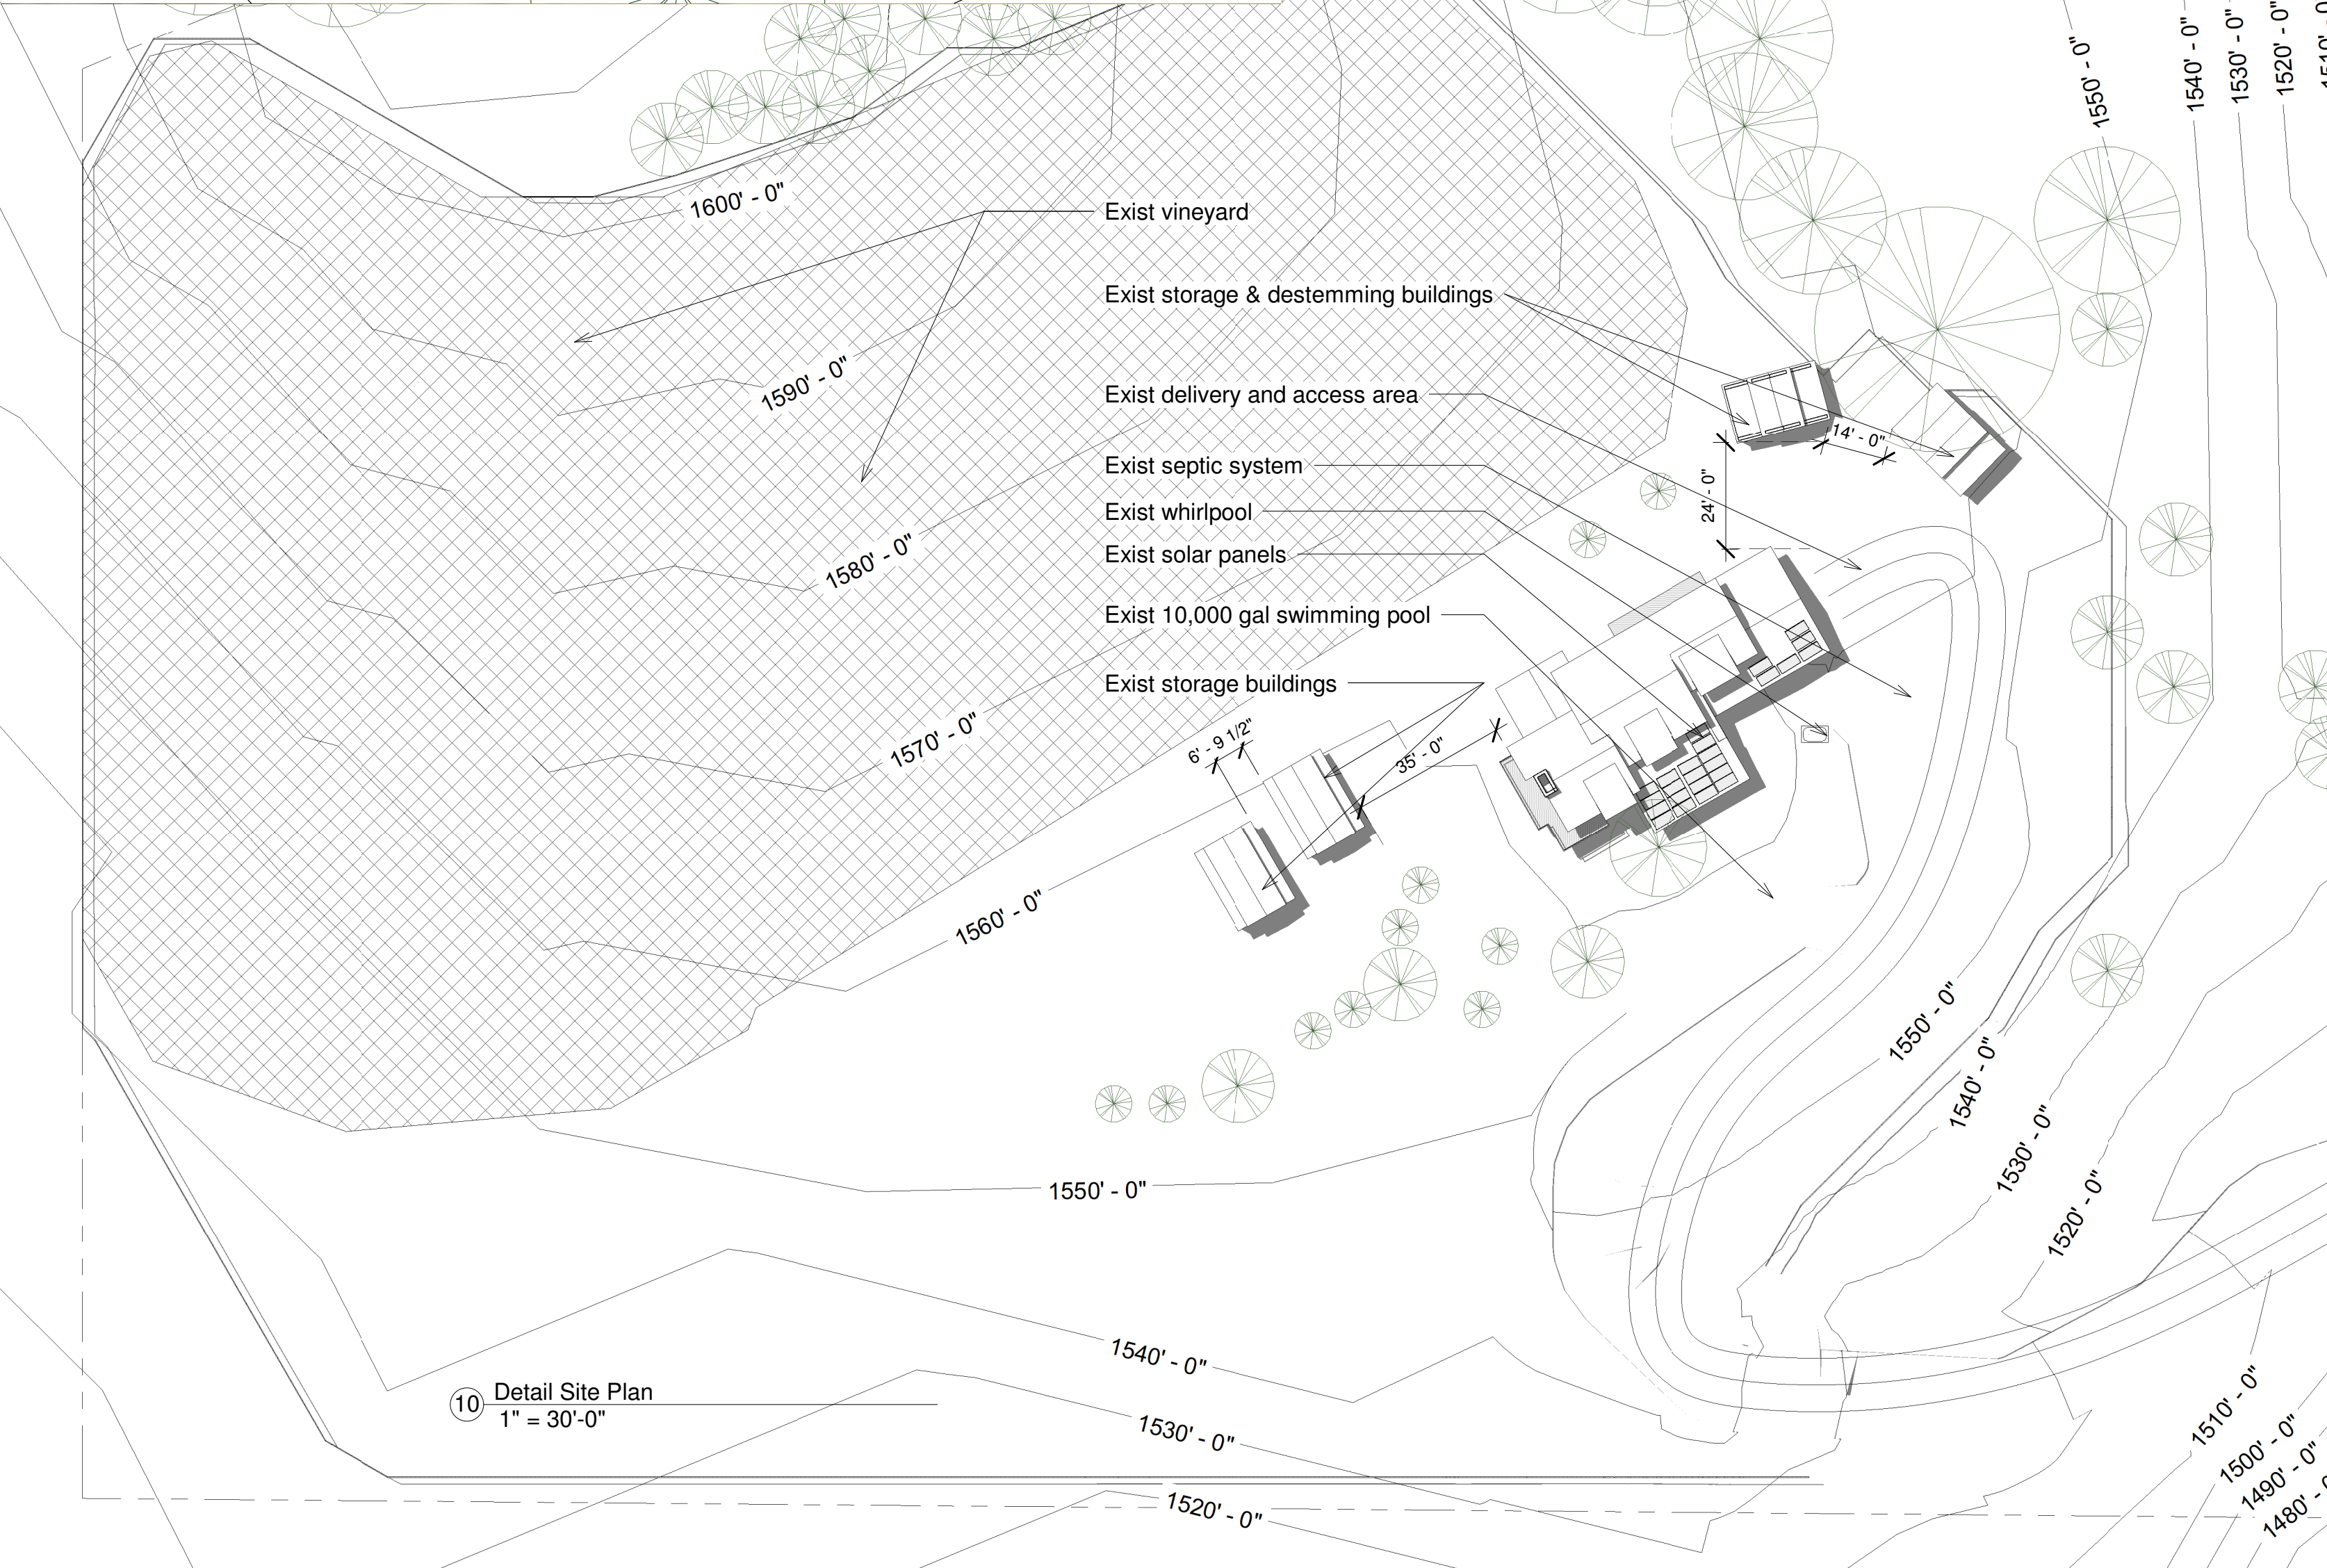 1550' - 0"
1540' - 0"
1530' - 0"
1520' - 0"
1600' - 0"
Exist vineyard
Exist storage & destemming buildings
1590' - 0"
Exist delivery and access area
14' - 0"
Exist septic system
24' - 0"
Exist whirlpool
Exist solar panels
1580' - 0"
Exist 10,000 gal swimming pool
Exist storage buildings
1570' - 0"
6' - 9 1/2"
35' - 0"
1560' - 0"
1550' - 0"
1540' - 0"
1530' - 0"
1520' - 0"
1550' - 0"
1540' - 0"
1530' - 0"
1520' - 0"
1510' - 0"
1500' - 0"
1490' - 0"
1480' -
10
Detail Site Plan
1" = 30'-0"